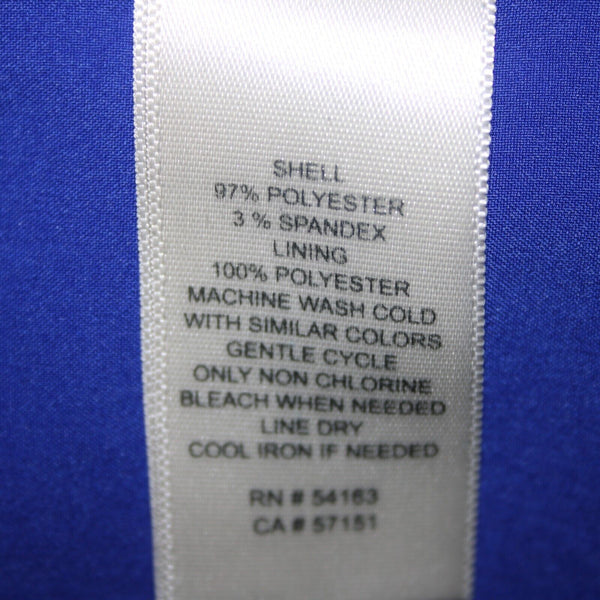 SHELL
97% POLYESTER
3 % SPANDEX
LINING
100% POLYESTER
MACHINE WASH COLD
WITH SIMILAR COLORS
GENTLE CYCLE
ONLY NON CHLORINE
BLEACH WHEN NEEDED
LINE DRY
COOL IRON IF NEEDED
RN # 54163
CA # 57151